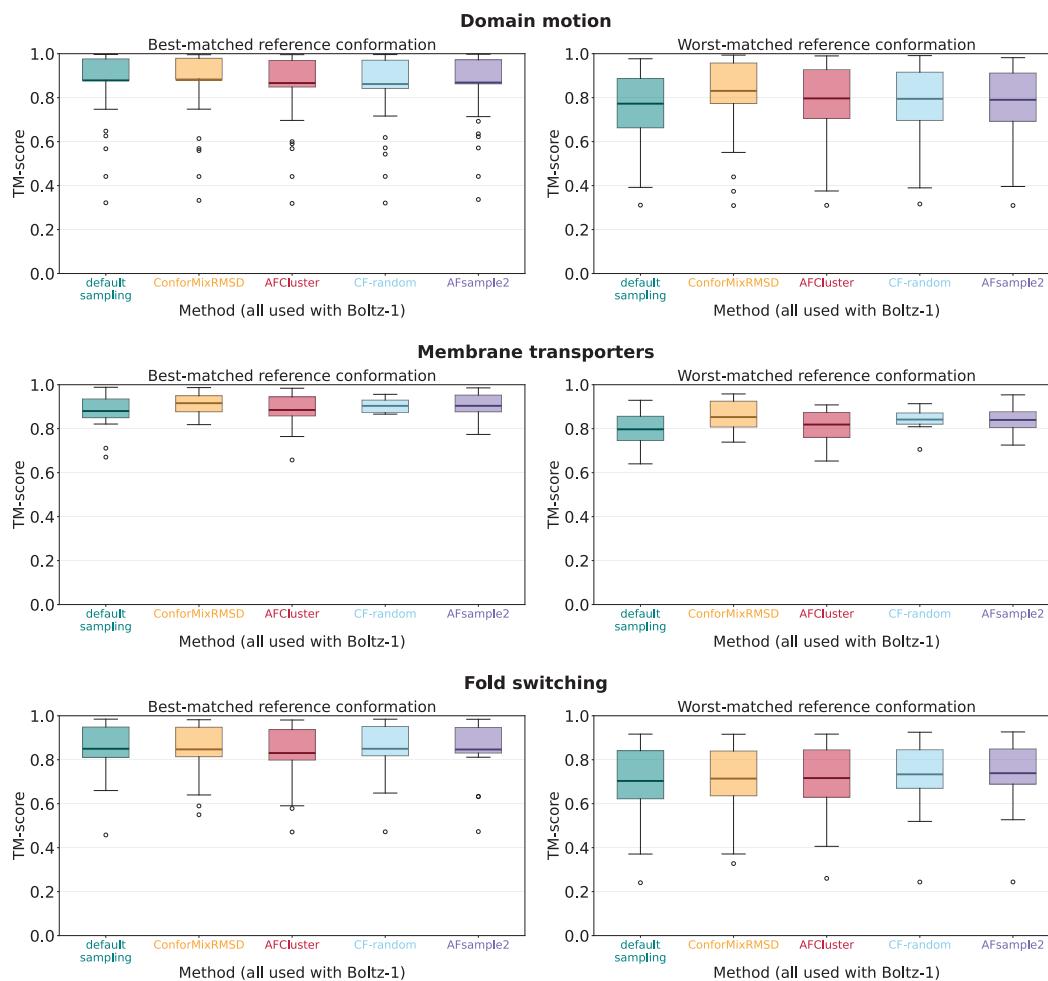 Domain motion
Best-matched reference conformation
1.0
0.8
0.6
0.4
0.2
0.0
TM-score
default
sampling
ConforMixRMSD
AFCluster
CF-random
AFsample2
Method (all used with Boltz-1)
Worst-matched reference conformation
1.0
0.8
0.6
0.4
0.2
0.0
TM-score
default
sampling
ConforMixRMSD
AFCluster
CF-random
AFsample2
Method (all used with Boltz-1)
Membrane transporters
Best-matched reference conformation
1.0
0.8
0.6
0.4
0.2
0.0
TM-score
default
sampling
ConforMixRMSD
AFCluster
CF-random
AFsample2
Method (all used with Boltz-1)
Worst-matched reference conformation
1.0
0.8
0.6
0.4
0.2
0.0
TM-score
default
sampling
ConforMixRMSD
AFCluster
CF-random
AFsample2
Method (all used with Boltz-1)
Fold switching
Best-matched reference conformation
1.0
0.8
0.6
0.4
0.2
0.0
TM-score
default
sampling
ConforMixRMSD
AFCluster
CF-random
AFsample2
Method (all used with Boltz-1)
Worst-matched reference conformation
1.0
0.8
0.6
0.4
0.2
0.0
TM-score
default
sampling
ConforMixRMSD
AFCluster
CF-random
AFsample2
Method (all used with Boltz-1)